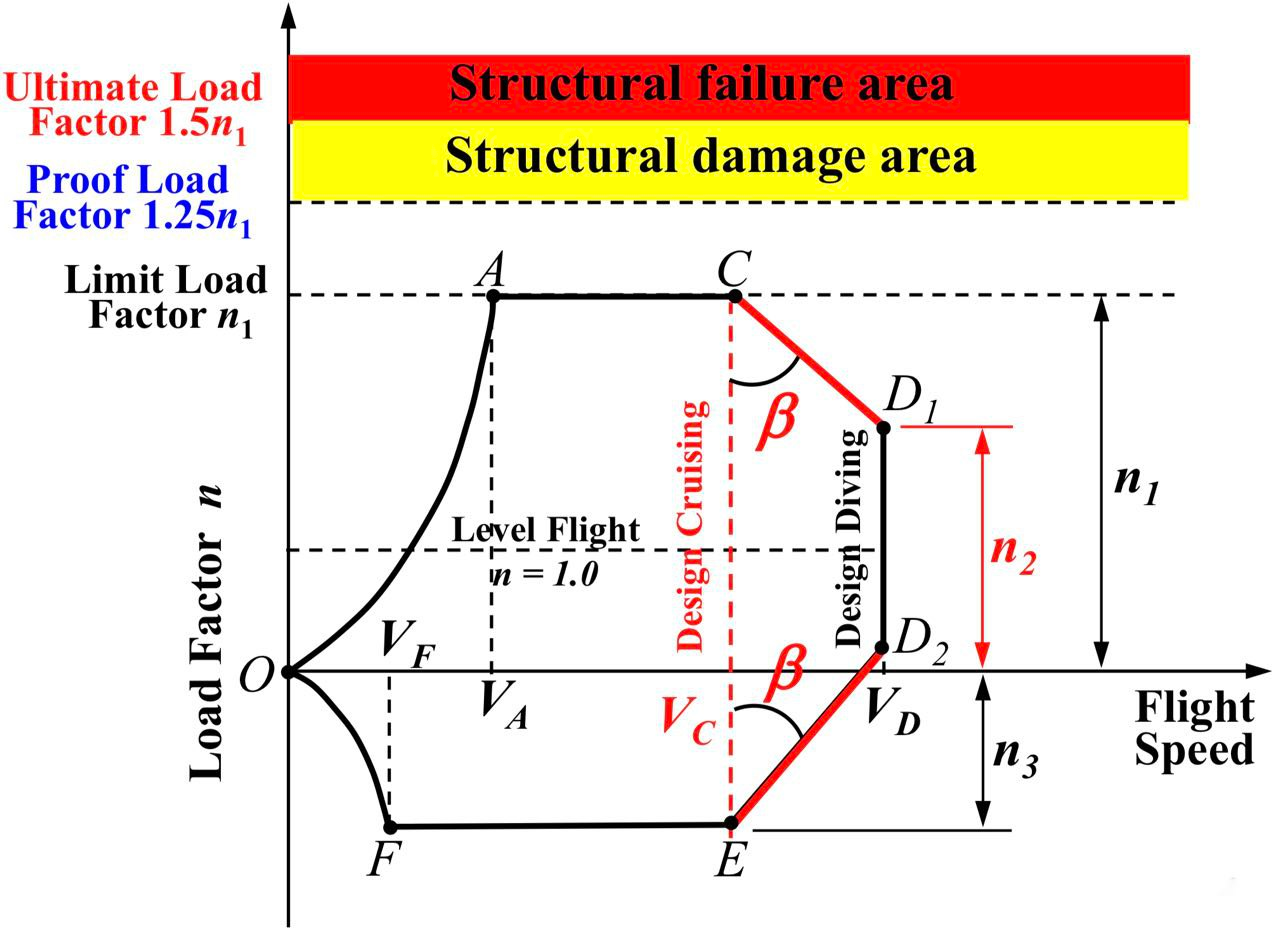 Structural failure area
Ultimate Load
Factor 1.5n1
Structural damage area
Proof Load
Factor 1.25n1
A
C
Limit Load
Factor n1
D1
β
n1
Level Flight
n = 1.0
Design Cruising
Design Diving
n2
Load Factor n
VF
D2
O
β
VA
VC
VD
Flight
Speed
n3
F
E